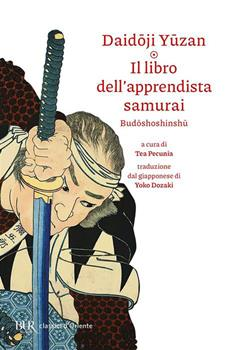 Daidōji Yūzan
Il libro
dell'apprendista
samurai
Budōshoshinshū
a cura di
Tea Pecunia
traduzione
dal giapponese di
Yoko Dozaki
BUR classici d'Oriente